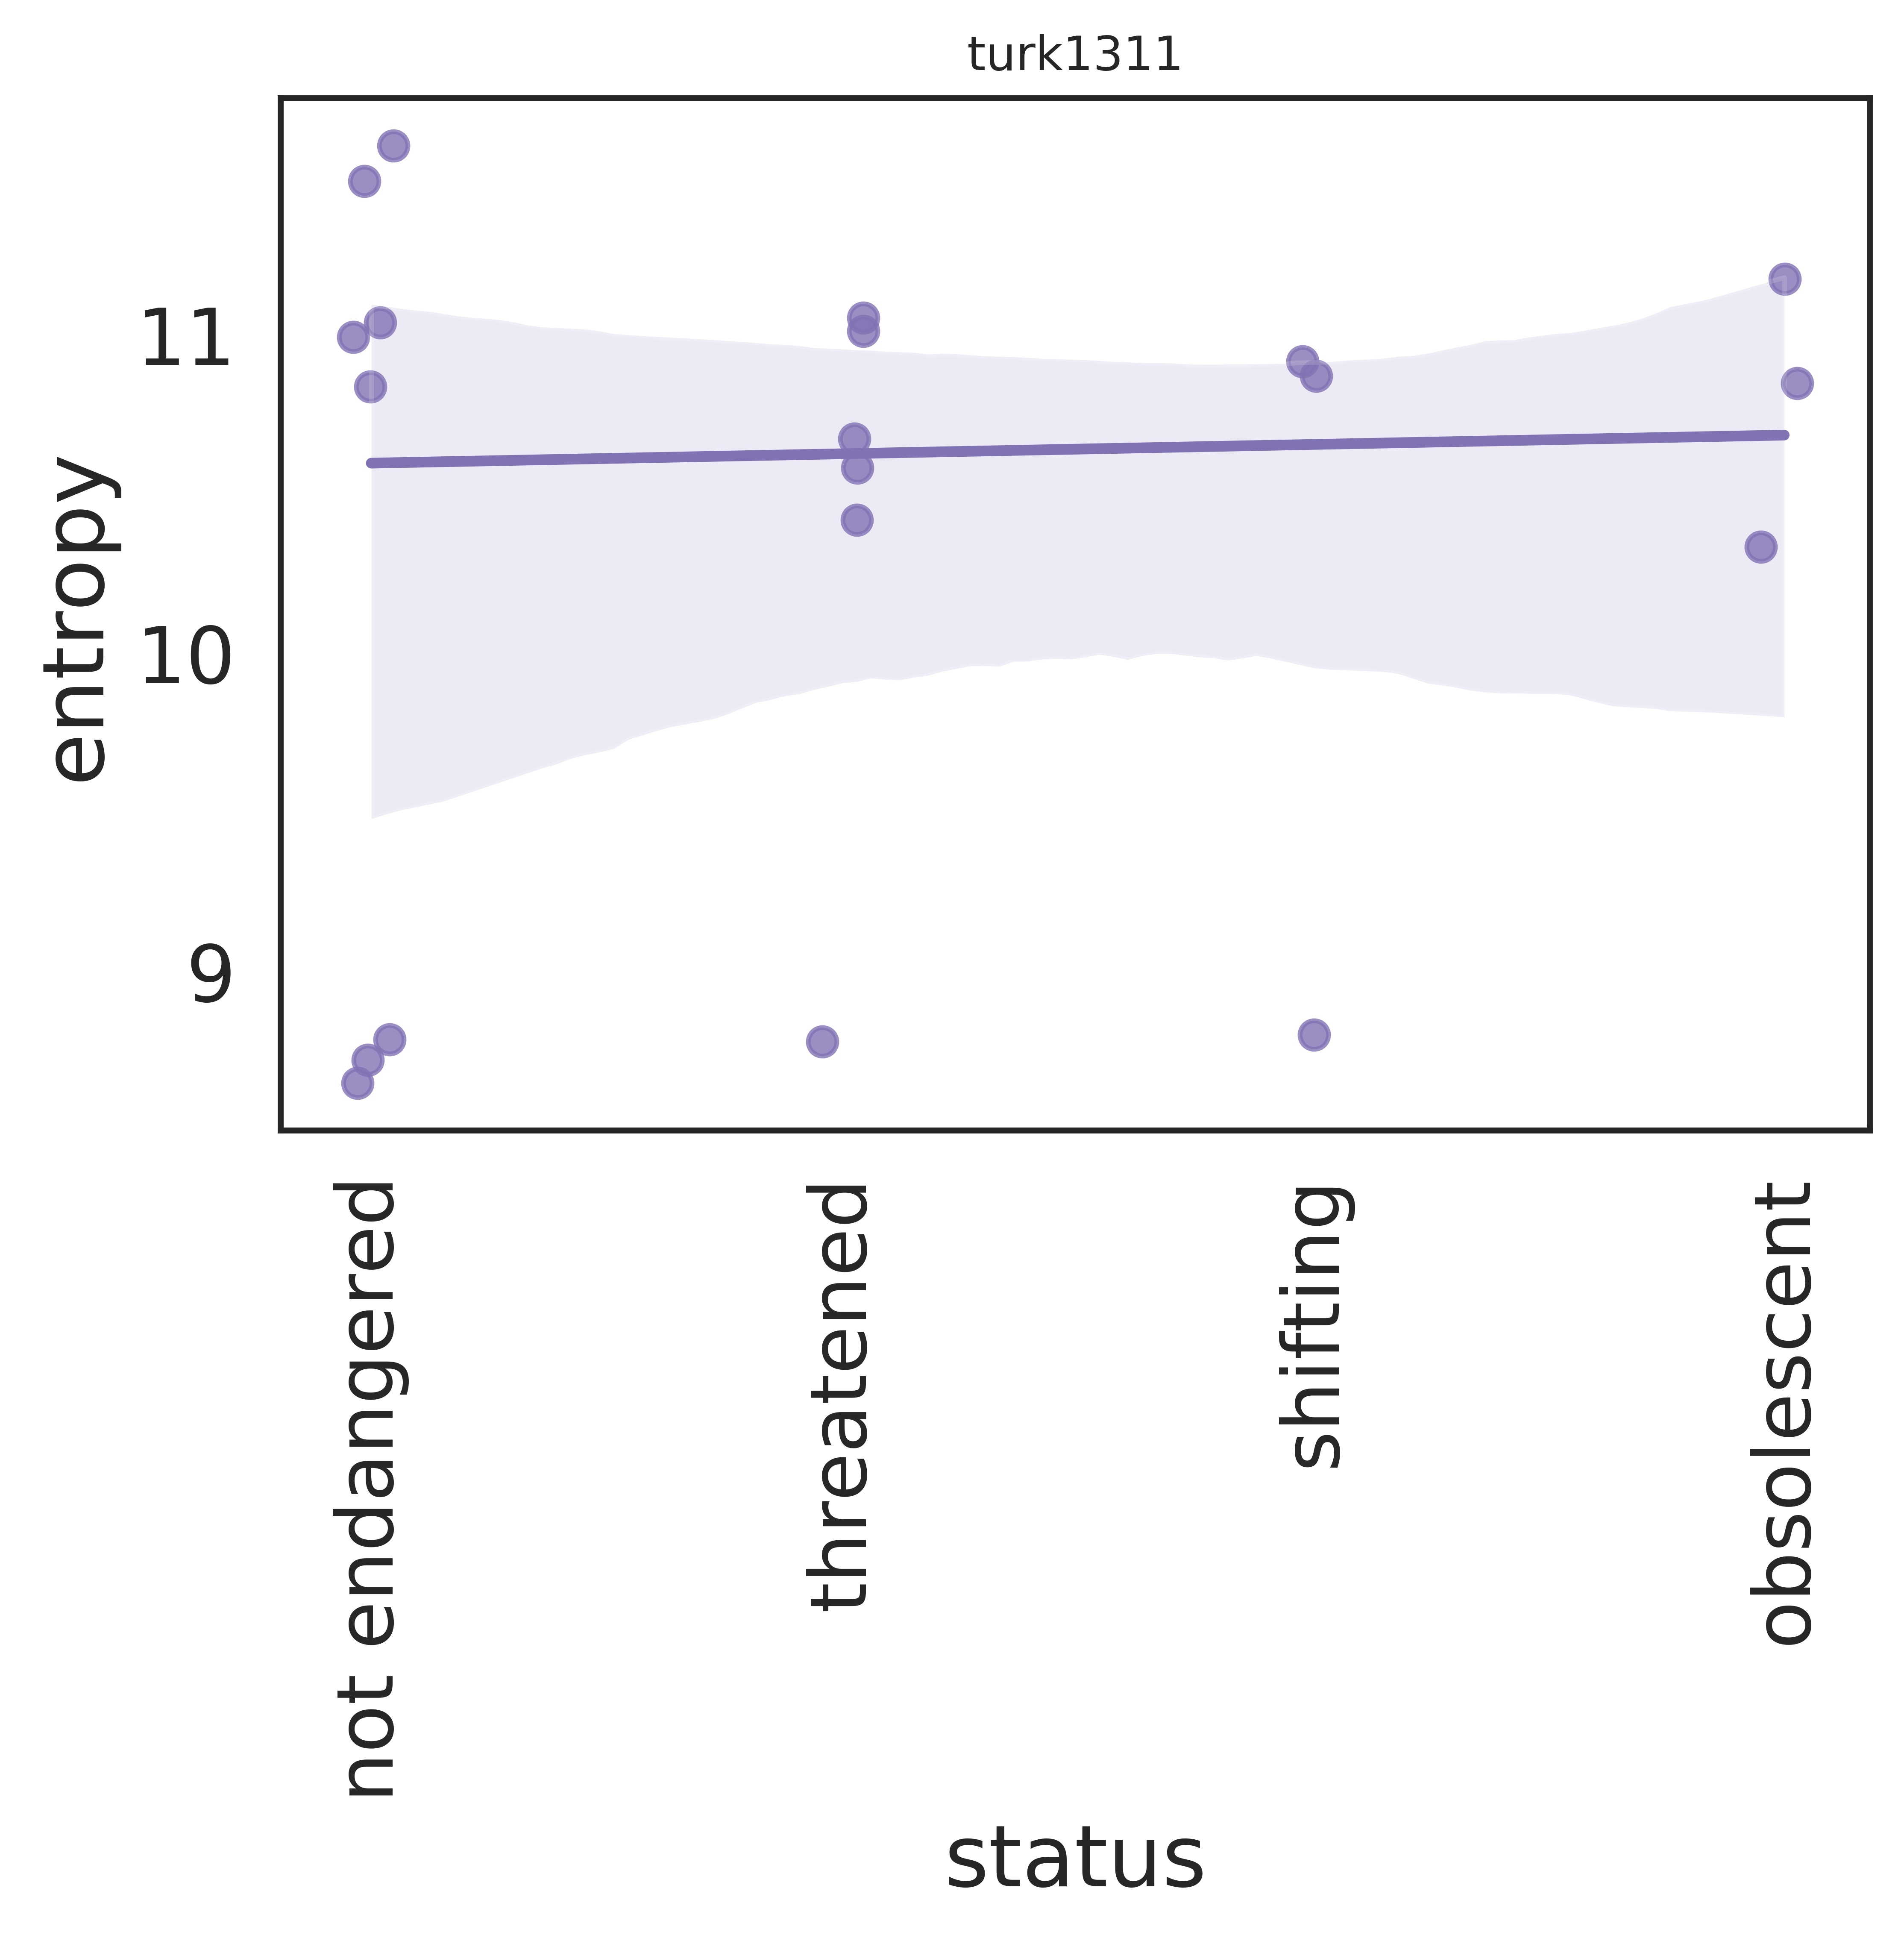 turk1311
entropy
11
10
9
not endangered
threatened
shifting
obsolescent
status